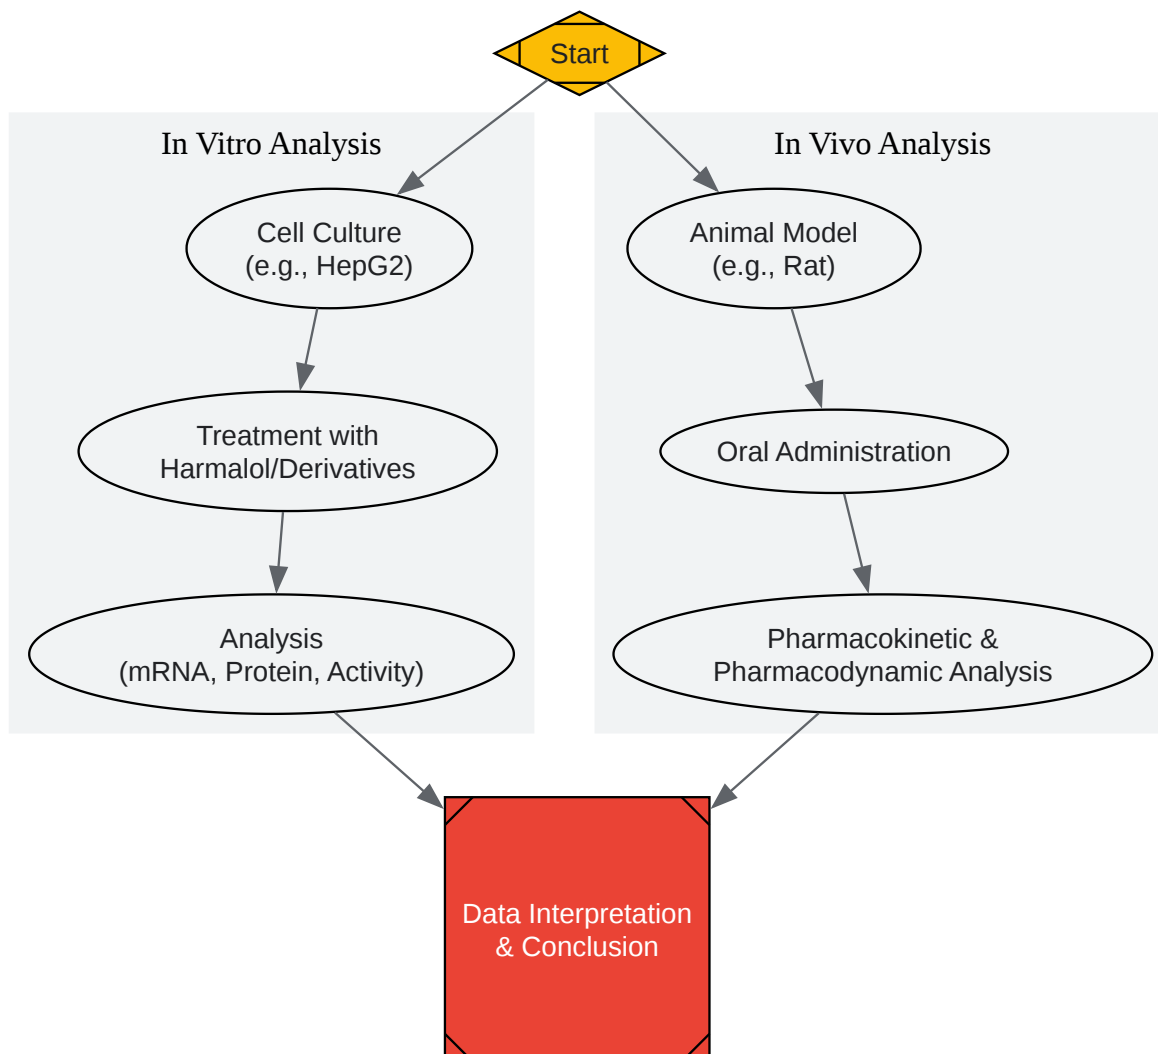 Start
In Vitro Analysis
Cell Culture
(e.g., HepG2)
Treatment with
Harmalol/Derivatives
Analysis
(mRNA, Protein, Activity)
In Vivo Analysis
Animal Model
(e.g., Rat)
Oral Administration
Pharmacokinetic &
Pharmacodynamic Analysis
Data Interpretation
& Conclusion